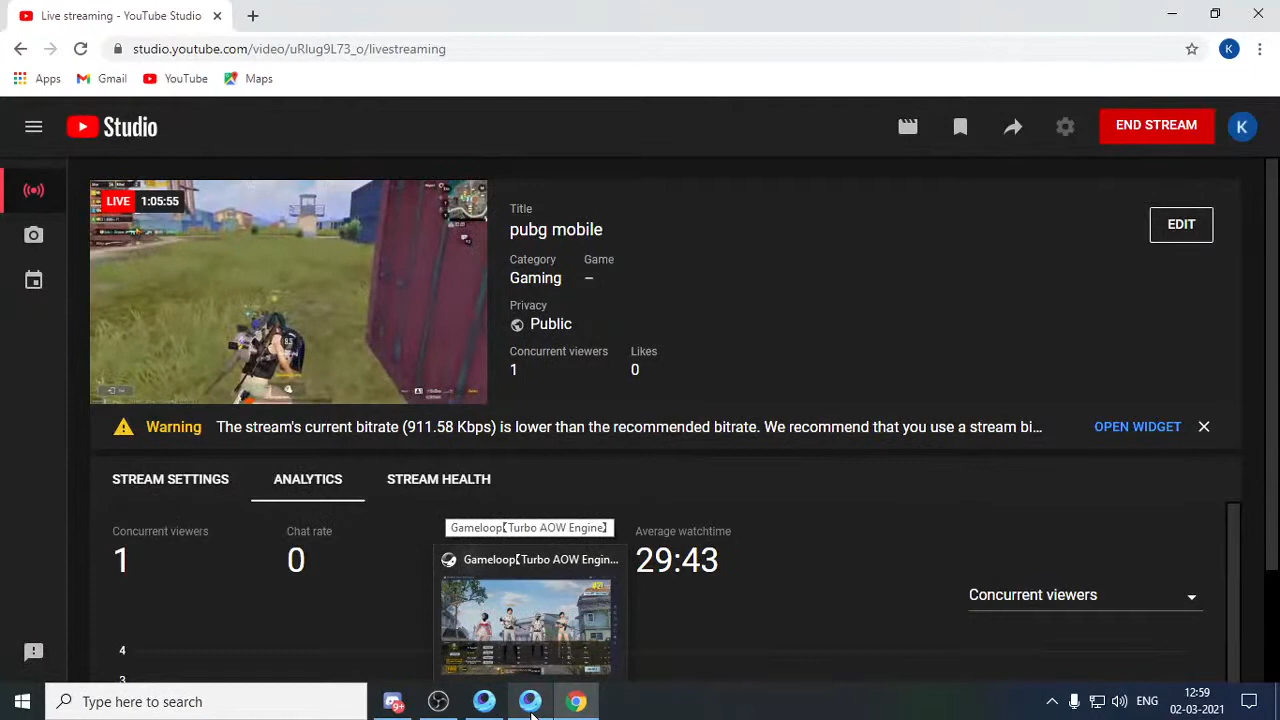 Live streaming - YouTube Studio
studio.youtube.com/video/uRlug9L73_o/livestreaming
K
Apps
Gmail
YouTube
Maps
Studio
END STREAM
K
LIVE
1:05:55
Title
pubg mobile
EDIT
Category
Game
Gaming
–
Privacy
Public
Concurrent viewers
Likes
1
0
Warning
The stream's current bitrate (911.58 Kbps) is lower than the recommended bitrate. We recommend that you use a stream bi...
OPEN WIDGET
STREAM SETTINGS
ANALYTICS
STREAM HEALTH
Concurrent viewers
Chat rate
Gameloop【Turbo AOW Engine】
Average watchtime
1
0
Gameloop【Turbo AOW Engin...
29:43
Concurrent viewers
4
3
Type here to search
9+
ENG
12:59
02-03-2021